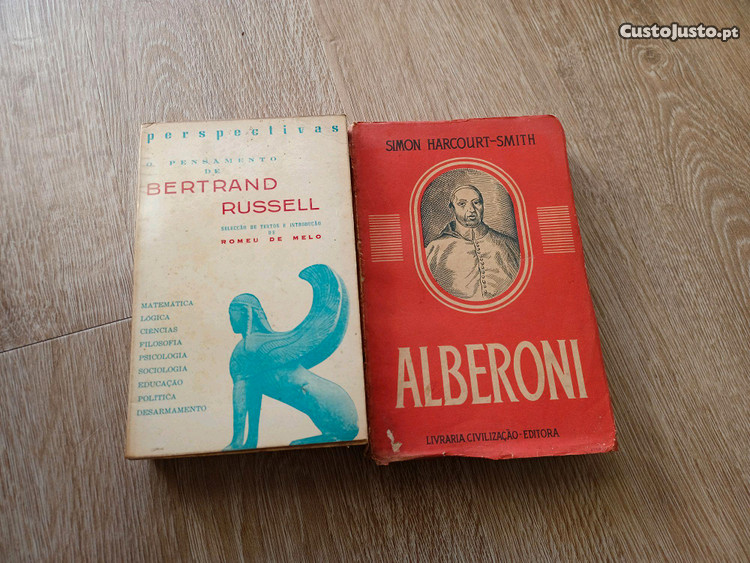 CustoJusto.pt
perspectivas
O PENSAMENTO
DE
BERTRAND
RUSSELL
SELECÇÃO DE TEXTOS E INTRODUÇÃO
DE
ROMEU DE MELO
MATEMÁTICA
LÓGICA
CIÊNCIAS
FILOSOFIA
PSICOLOGIA
SOCIOLOGIA
EDUCAÇÃO
POLÍTICA
DESARMAMENTO
SIMON HARCOURT-SMITH
ALBERONI
LIVRARIA CIVILIZAÇÃO-EDITORA